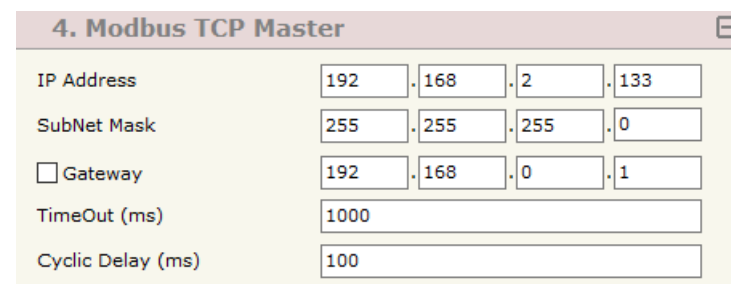 4. Modbus TCP Master
IP Address 192 . 168 . 2 . 133
SubNet Mask 255 . 255 . 255 . 0
Gateway 192 . 168 . 0 . 1
TimeOut (ms) 1000
Cyclic Delay (ms) 100